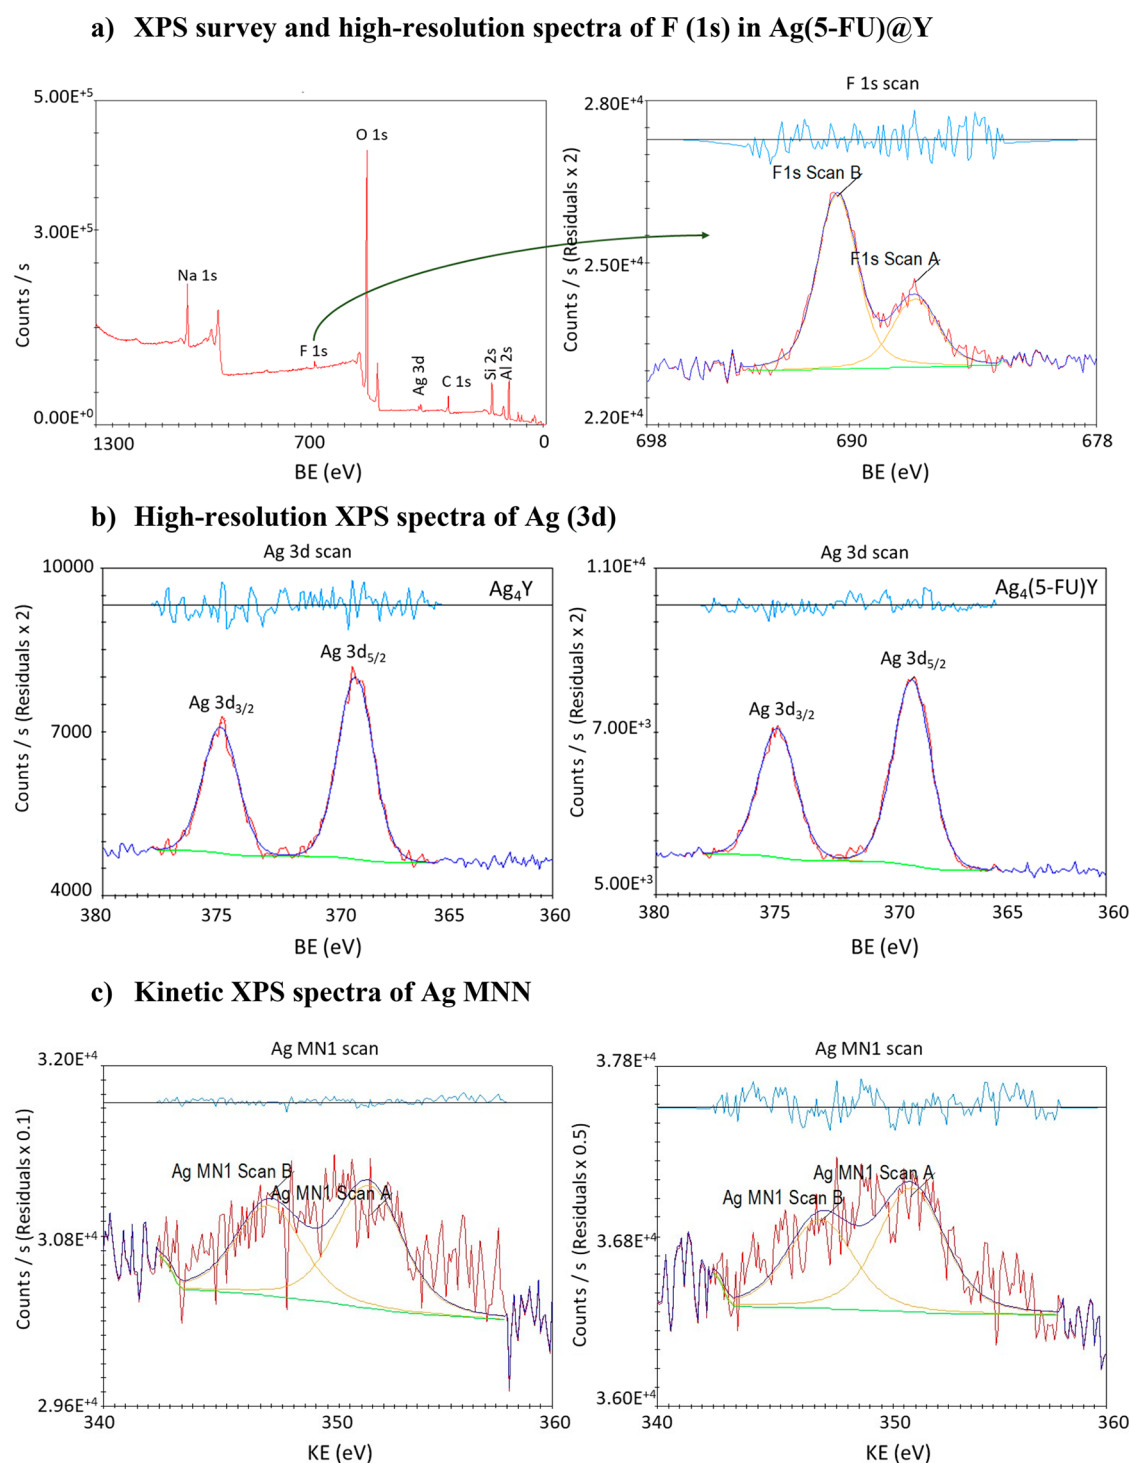 a) XPS survey and high-resolution spectra of F (1s) in Ag(5-FU)@Y
F 1s scan
5.00E⁺⁵
3.00E⁺⁵
0.00E⁺⁰
Counts / s
Na 1s
F 1s
O 1s
Ag 3d
C 1s
Si 2s
Al 2s
1300 700 0
BE (eV)
2.80E⁺⁴
2.50E⁺⁴
2.20E⁺⁴
Counts / s (Residuals x 2)
F1s Scan B
F1s Scan A
698 690 678
BE (eV)
b) High-resolution XPS spectra of Ag (3d)
Ag 3d scan
10000
7000
4000
Counts / s (Residuals x 2)
Ag₄Y
Ag 3d₅/₂
Ag 3d₃/₂
380 375 370 365 360
BE (eV)
Ag 3d scan
1.10E⁺⁴
7.00E⁺³
5.00E⁺³
Counts / s (Residuals x 2)
Ag₄(5-FU)Y
Ag 3d₅/₂
Ag 3d₃/₂
380 375 370 365 360
BE (eV)
c) Kinetic XPS spectra of Ag MNN
Ag MN1 scan
3.20E⁺⁴
3.08E⁺⁴
2.96E⁺⁴
Counts / s (Residuals x 0.1)
Ag MN1 Scan B
Ag MN1 Scan A
340 350 360
KE (eV)
Ag MN1 scan
3.78E⁺⁴
3.68E⁺⁴
3.60E⁺⁴
Counts / s (Residuals x 0.5)
Ag MN1 Scan A
Ag MN1 Scan B
340 350 360
KE (eV)